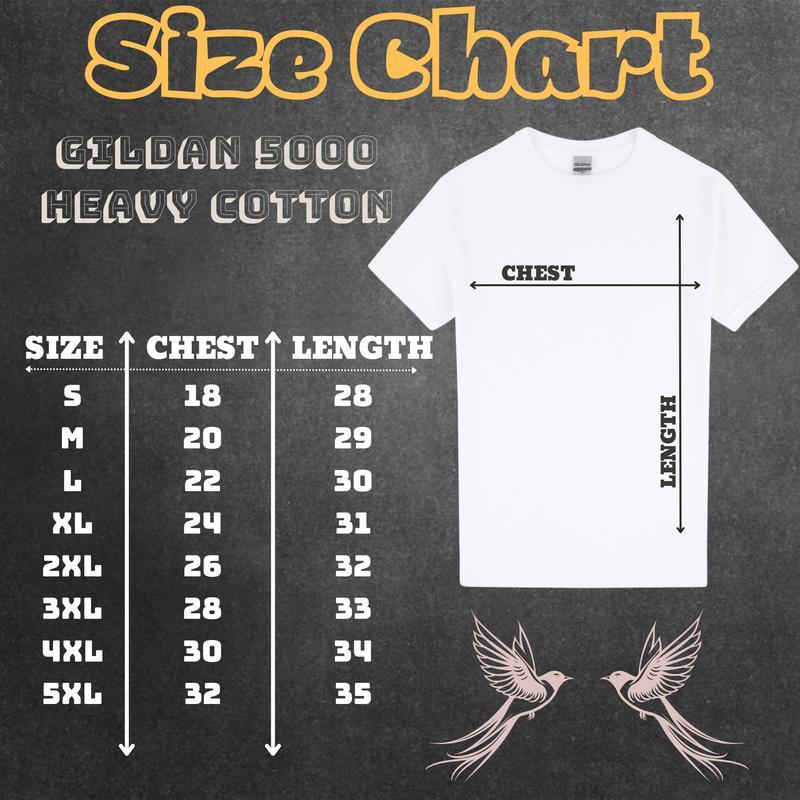 Size Chart
GILDAN 5000
HEAVY COTTON
SIZE CHEST LENGTH
S 18 28
M 20 29
L 22 30
XL 24 31
2XL 26 32
3XL 28 33
4XL 30 34
5XL 32 35
GILDAN
CHEST
LENGTH